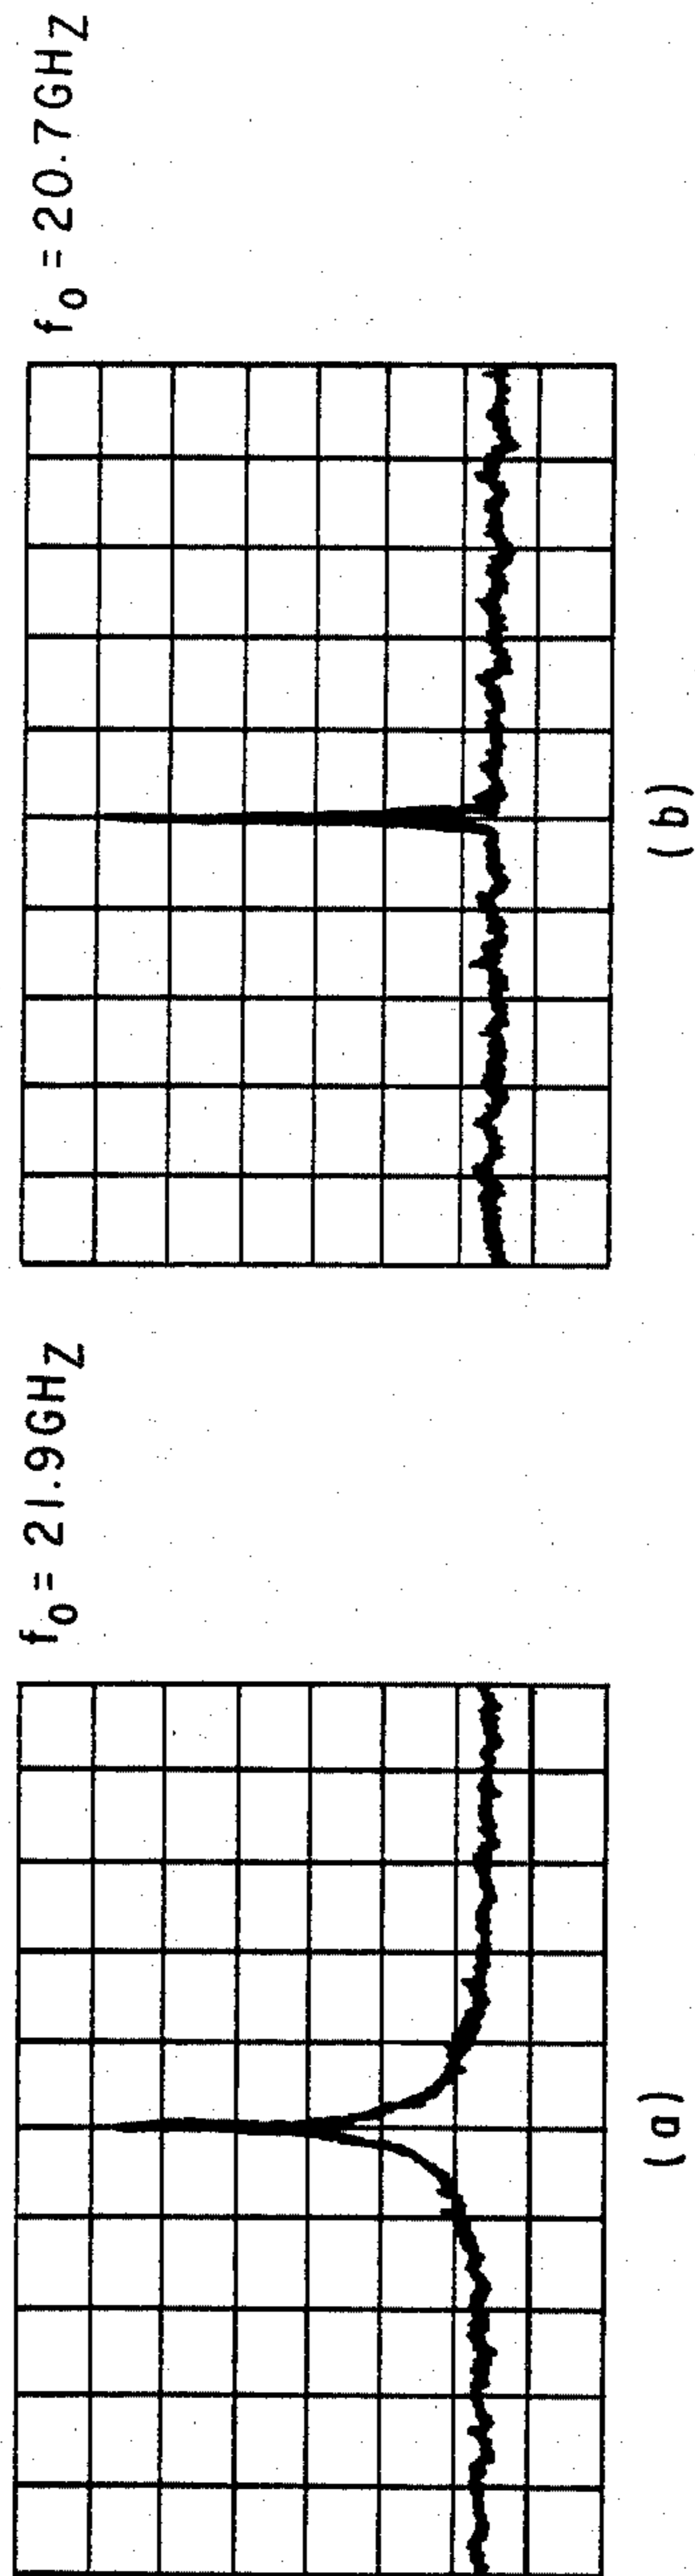 f₀ = 21.9GHZ
(a)
f₀ = 20.7GHZ
(b)